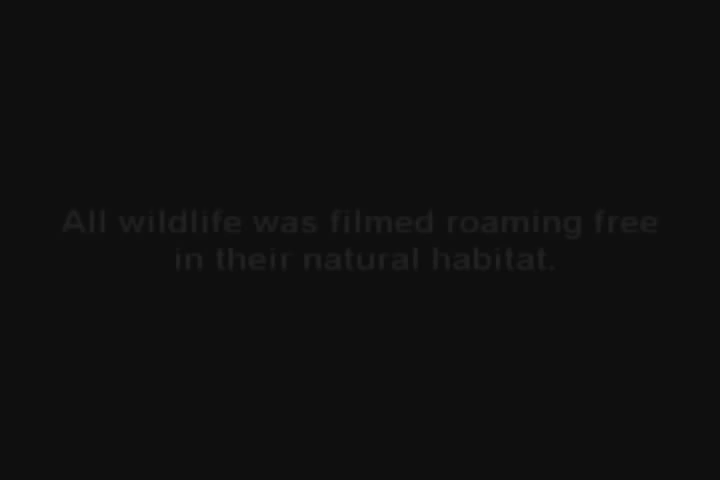 All wildlife was filmed roaming free
in their natural habitat.